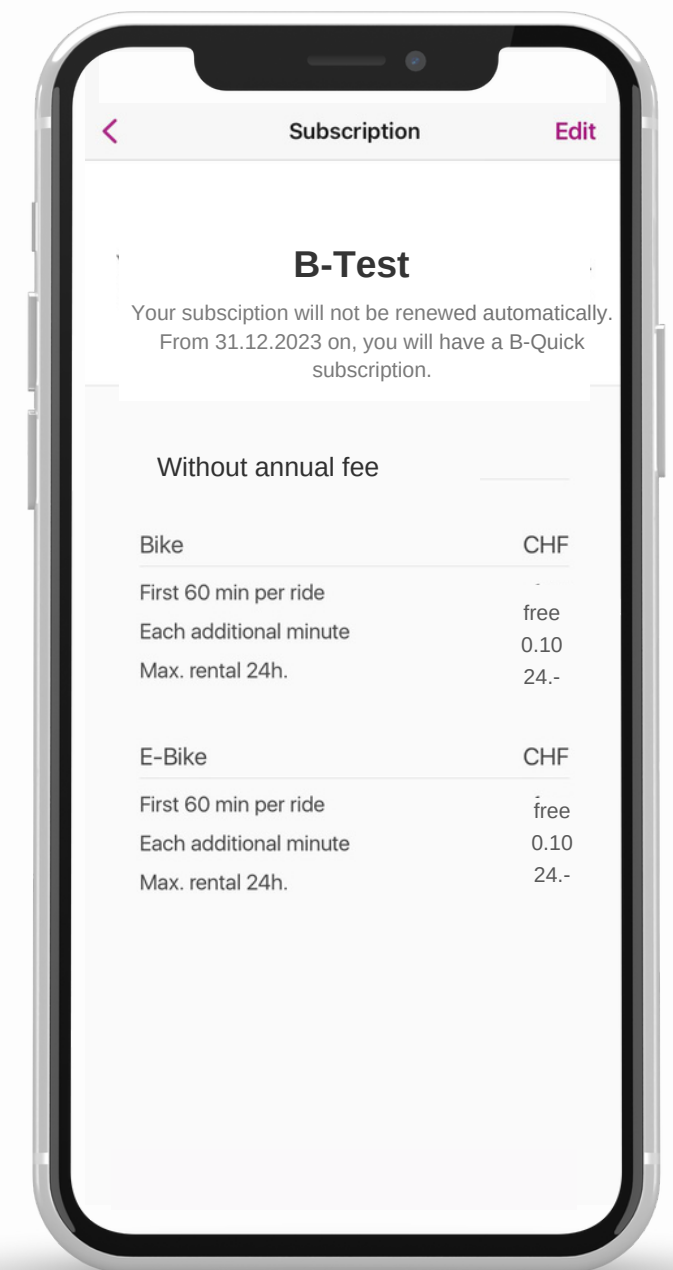 Subscription Edit
B-Test
Your subsciption will not be renewed automatically.
From 31.12.2023 on, you will have a B-Quick
subscription.
Without annual fee
Bike CHF
First 60 min per ride free
Each additional minute 0.10
Max. rental 24h. 24.-
E-Bike CHF
First 60 min per ride free
Each additional minute 0.10
Max. rental 24h. 24.-